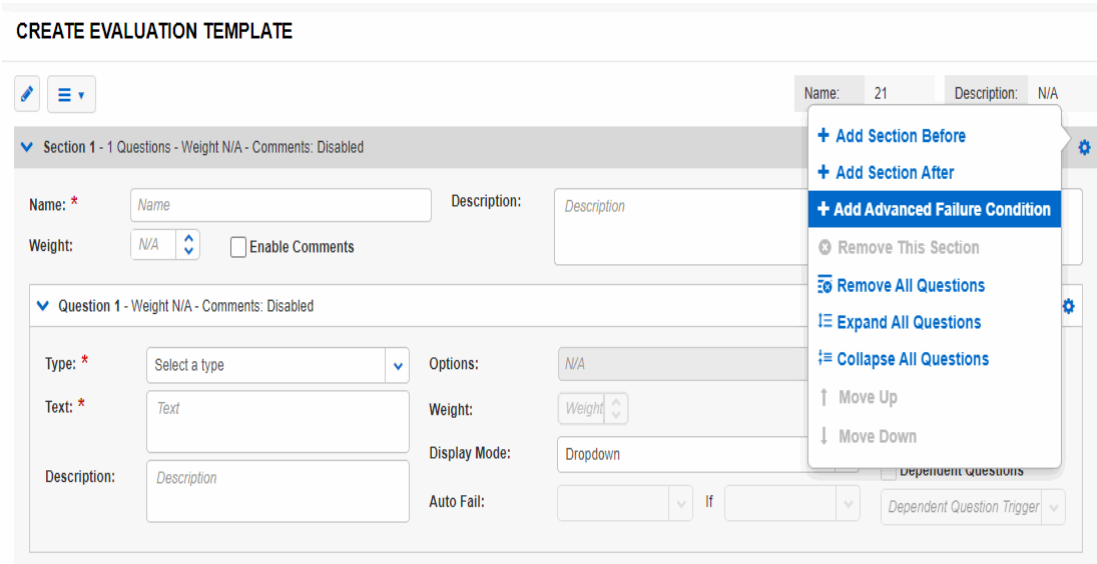 CREATE EVALUATION TEMPLATE
Name: 21 Description: N/A
Section 1 - 1 Questions - Weight N/A - Comments: Disabled
+ Add Section Before
+ Add Section After
+ Add Advanced Failure Condition
Remove This Section
Remove All Questions
Expand All Questions
Collapse All Questions
Move Up
Move Down
Name: * Name
Description: Description
Weight: N/A Enable Comments
Question 1 - Weight N/A - Comments: Disabled
Type: * Select a type
Options: N/A
Text: * Text
Weight: Weight
Display Mode: Dropdown
Dependent Questions
Description: Description
Auto Fail: If
Dependent Question Trigger